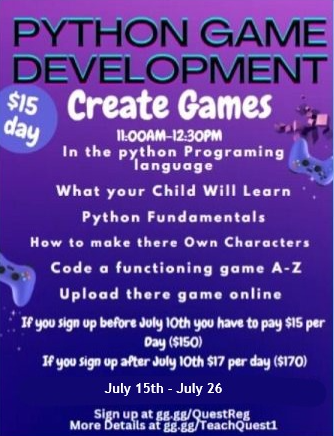 PYTHON GAME
DEVELOPMENT
$15
day
Create Games
11:00AM-12:30PM
In the python Programing
language
What your Child Will Learn
Python Fundamentals
How to make there Own Characters
Code a functioning game A-Z
Upload there game online
If you sign up before July 10th you have to pay $15 per
Day ($150)
If you sign up after July 10th $17 per day ($170)
July 15th - July 26
Sign up at gg.gg/QuestReg
More Details at gg.gg/TeachQuest1